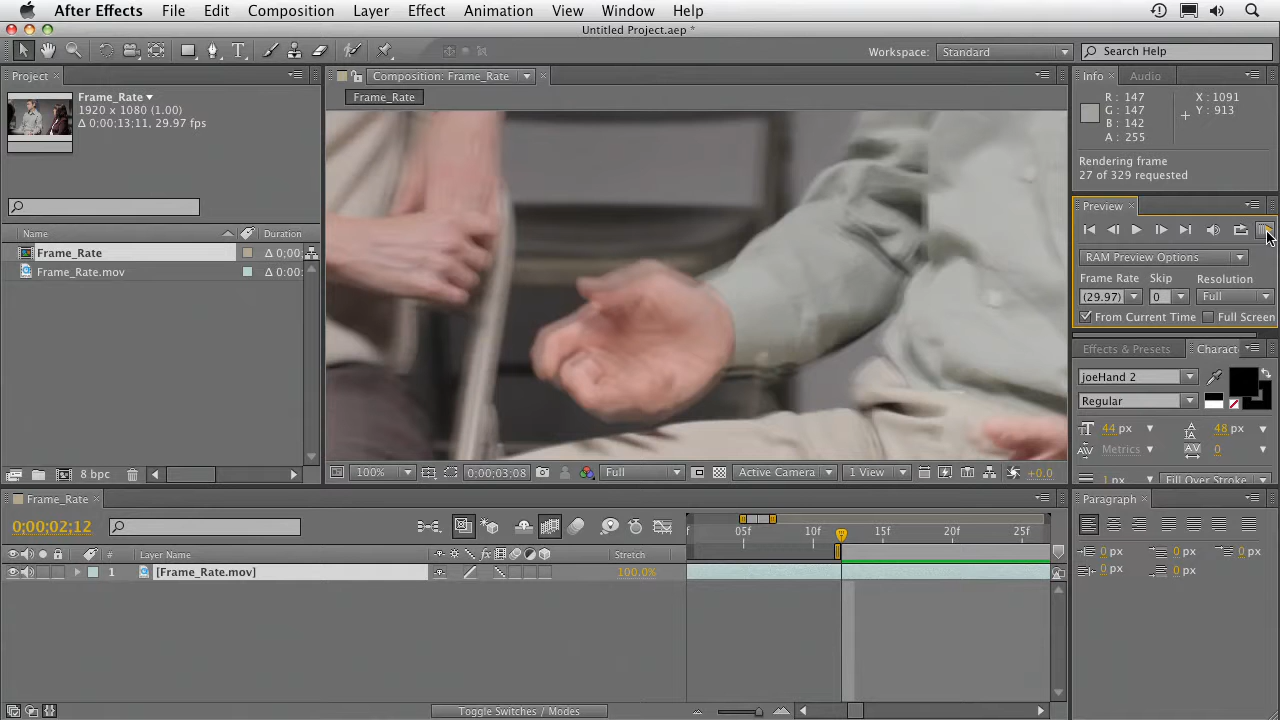 After Effects File Edit Composition Layer Effect Animation View Window Help
Untitled Project.aep *
Workspace: Standard Search Help
Project
Frame_Rate
1920 x 1080 (1.00)
Δ 0;00;13;11, 29.97 fps
Name Duration
Frame_Rate Δ 0;00;
Frame_Rate.mov Δ 0:00:
8 bpc
Composition: Frame_Rate
Frame_Rate
100% 0;00;03;08 Full Active Camera 1 View +0.0
Info Audio
R : 147
G : 147
B : 142
A : 255
X : 1091
Y : 913
Rendering frame
27 of 329 requested
Preview
RAM Preview Options
Frame Rate Skip Resolution
(29.97) 0 Full
From Current Time Full Screen
Effects & Presets Charact
joeHand 2
Regular
44 px 48 px
Metrics 0
1 px Fill Over Stroke
Frame_Rate
0;00;02;12
# Layer Name Stretch
1 [Frame_Rate.mov] 100.0%
f 05f 10f 15f 20f 25f
Toggle Switches / Modes
Paragraph
0 px 0 px 0 px
0 px 0 px